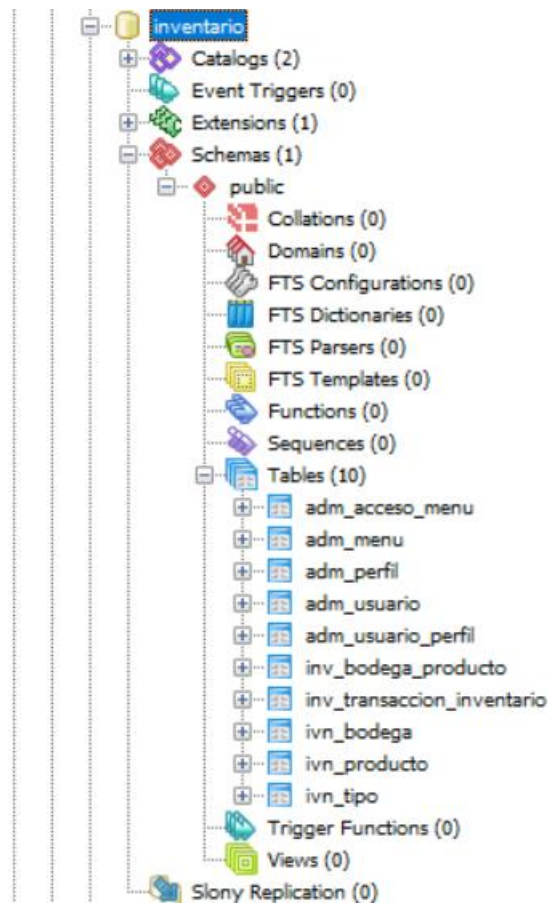 inventario
Catalogs (2)
Event Triggers (0)
Extensions (1)
Schemas (1)
public
Collations (0)
Domains (0)
FTS Configurations (0)
FTS Dictionaries (0)
FTS Parsers (0)
FTS Templates (0)
Functions (0)
Sequences (0)
Tables (10)
adm_acceso_menu
adm_menu
adm_perfil
adm_usuario
adm_usuario_perfil
inv_bodega_producto
inv_transaccion_inventario
ivn_bodega
ivn_producto
ivn_tipo
Trigger Functions (0)
Views (0)
Slony Replication (0)